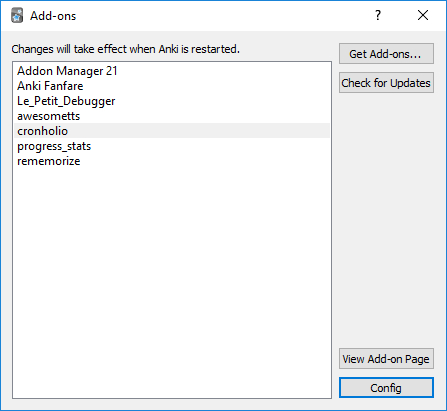 Add-ons
?
Changes will take effect when Anki is restarted.
Get Add-ons...
Addon Manager 21
Check for Updates
Anki Fanfare
Le_Petit_Debugger
awesometts
cronholio
progress_stats
rememorize
View Add-on Page
Config